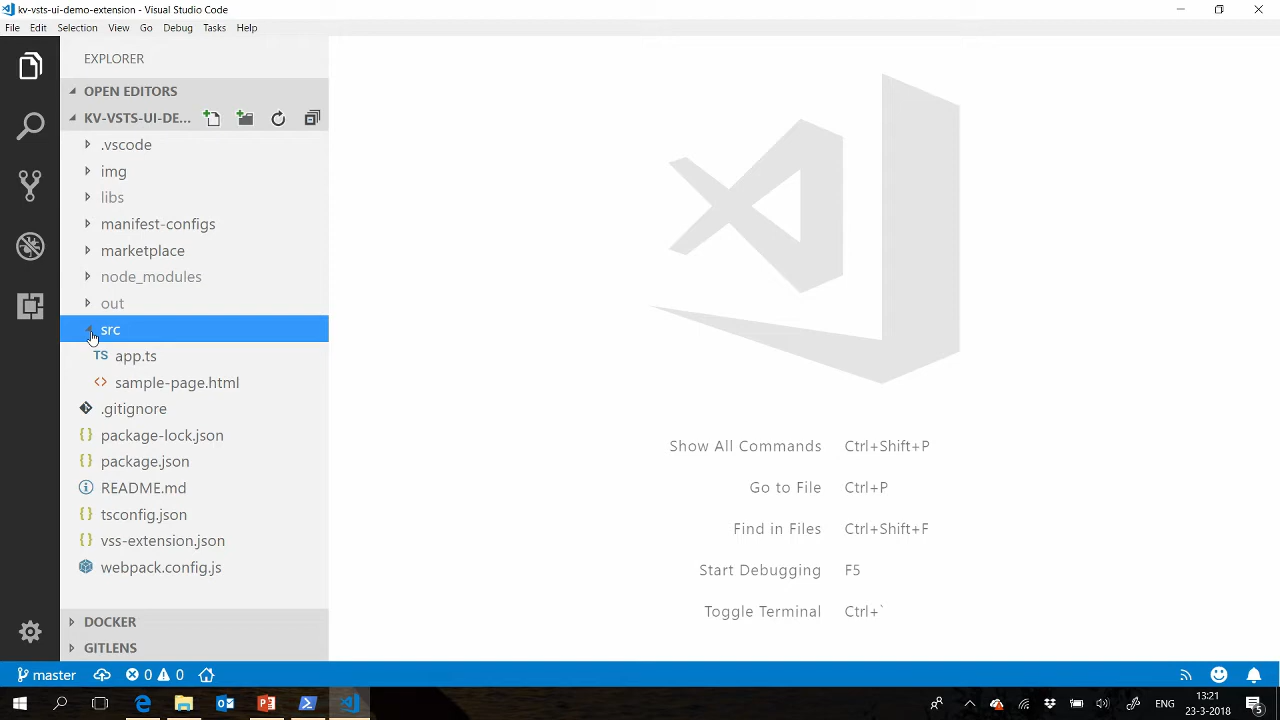 kv-vsts-ui-demo-extension - Visual Studio Code
File Edit Selection View Go Debug Tasks Help
EXPLORER
OPEN EDITORS
KV-VSTS-UI-DE...
.vscode
img
libs
manifest-configs
marketplace
node_modules
out
src
TS app.ts
<> sample-page.html
.gitignore
{} package-lock.json
{} package.json
README.md
{} tsconfig.json
{} vss-extension.json
webpack.config.js
DOCKER
GITLENS
Show All Commands Ctrl+Shift+P
Go to File Ctrl+P
Find in Files Ctrl+Shift+F
Start Debugging F5
Toggle Terminal Ctrl+`
master 0 0
ENG
13:21
23-3-2018
5